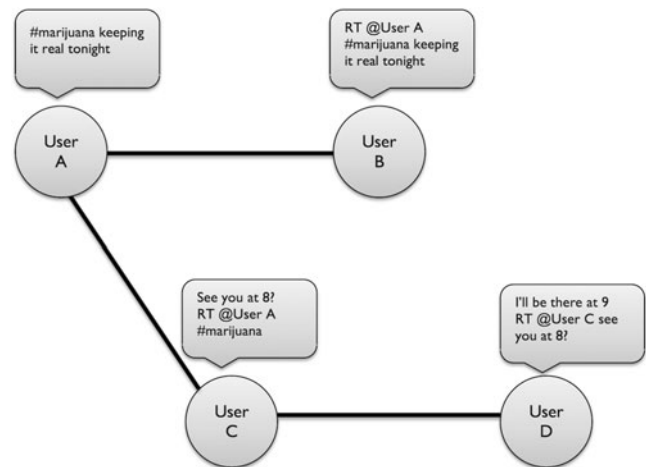 #marijuana keeping
it real tonight
RT @User A
#marijuana keeping
it real tonight
User
A
User
B
See you at 8?
RT @User A
#marijuana
I'll be there at 9
RT @User C see
you at 8?
User
C
User
D